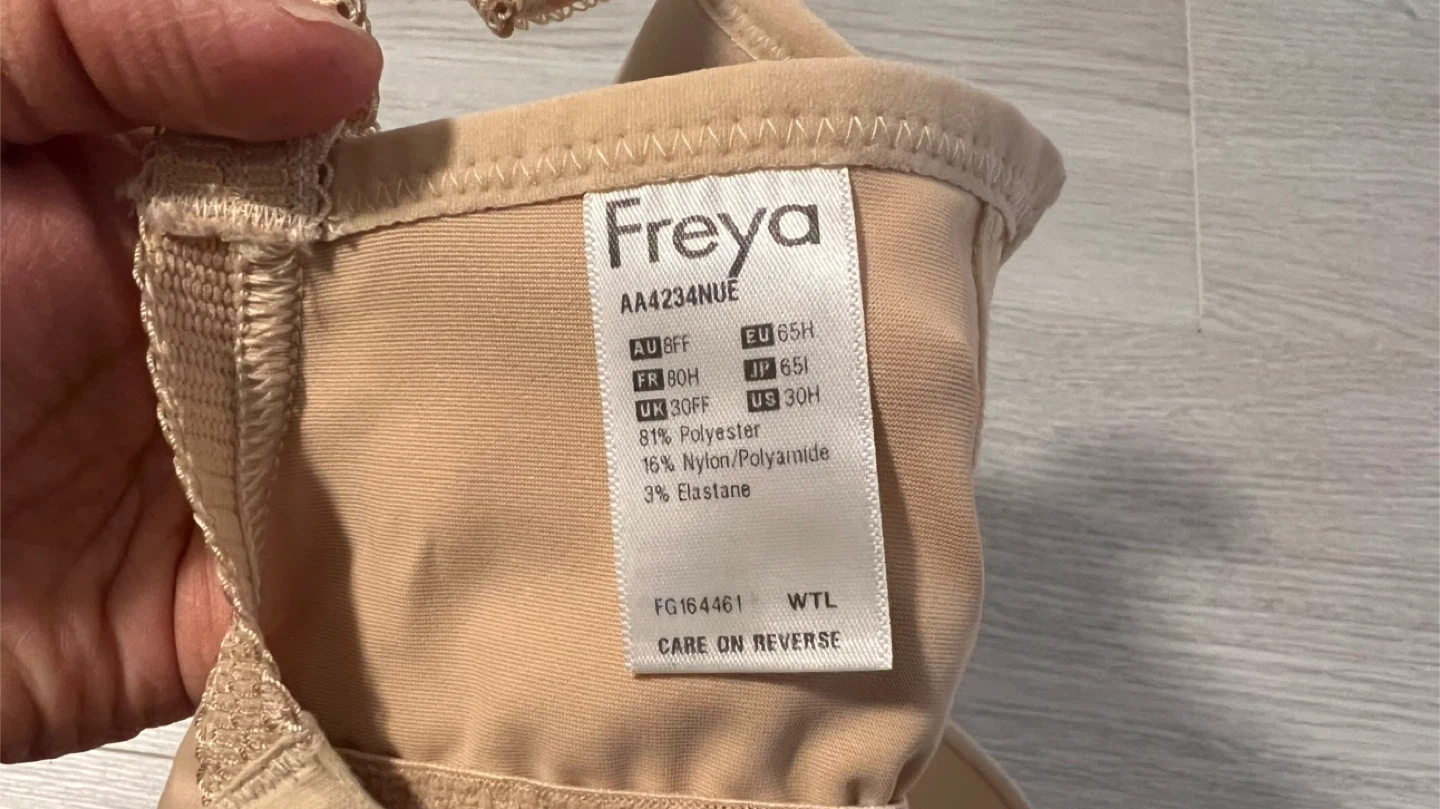 Freya
AA4234NUE
AU 8FF EU 65H
FR 80H JP 65I
UK 30FF US 30H
81% Polyester
16% Nylon/Polyamide
3% Elastane
FG164461 WTL
CARE ON REVERSE